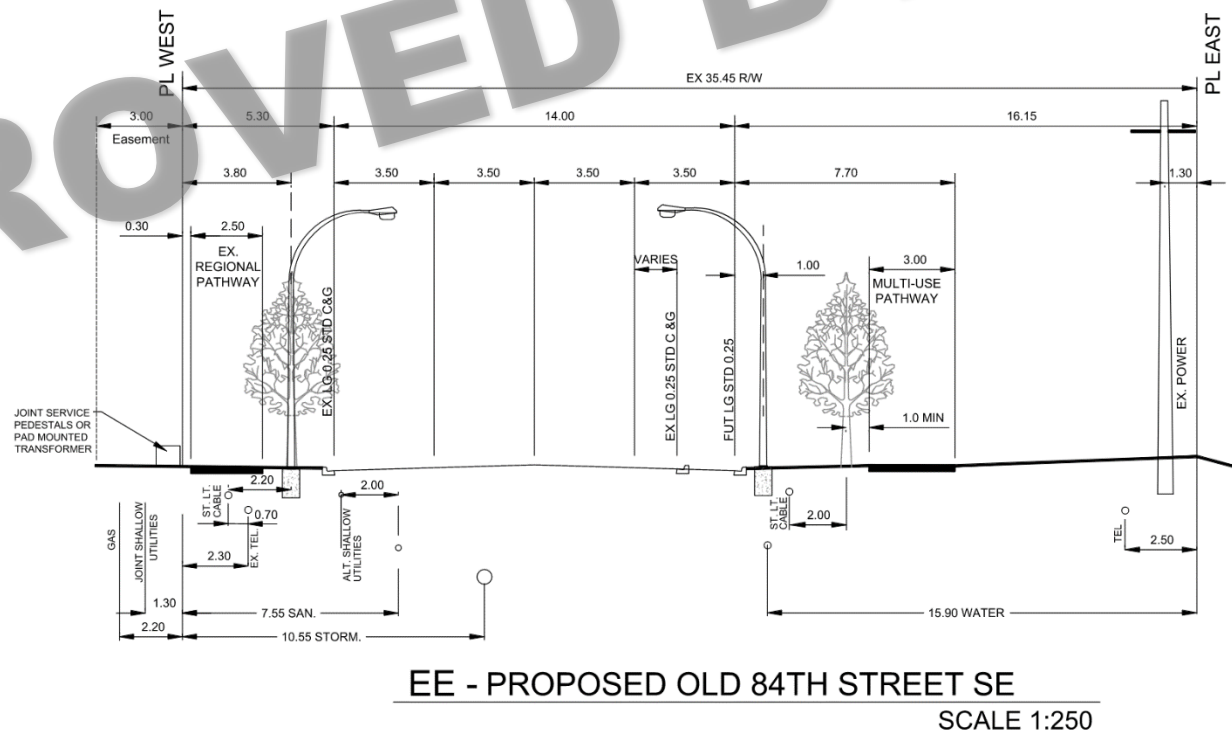 ROVED B
PL WEST
PL EAST
EX 35.45 R/W
3.00
5.30
14.00
16.15
Easement
3.80
3.50
3.50
3.50
3.50
7.70
1.30
0.30
2.50
EX.
REGIONAL
PATHWAY
EX. LG 0.25 STD C&G
VARIES
EX LG 0.25 STD C &G
FUT LG STD 0.25
1.00
3.00
MULTI-USE
PATHWAY
1.0 MIN
EX. POWER
JOINT SERVICE
PEDESTALS OR
PAD MOUNTED
TRANSFORMER
GAS
JOINT SHALLOW
UTILITIES
ST. LT.
CABLE
2.20
0.70
EX. TEL.
2.30
2.00
ALT. SHALLOW
UTILITIES
ST. LT.
CABLE
2.00
TEL
2.50
1.30
7.55 SAN.
15.90 WATER
2.20
10.55 STORM.
EE - PROPOSED OLD 84TH STREET SE
SCALE 1:250